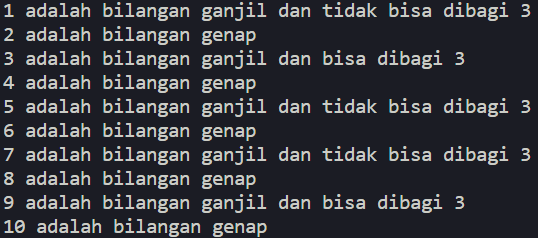 1 adalah bilangan ganjil dan tidak bisa dibagi 3
2 adalah bilangan genap
3 adalah bilangan ganjil dan bisa dibagi 3
4 adalah bilangan genap
5 adalah bilangan ganjil dan tidak bisa dibagi 3
6 adalah bilangan genap
7 adalah bilangan ganjil dan tidak bisa dibagi 3
8 adalah bilangan genap
9 adalah bilangan ganjil dan bisa dibagi 3
10 adalah bilangan genap